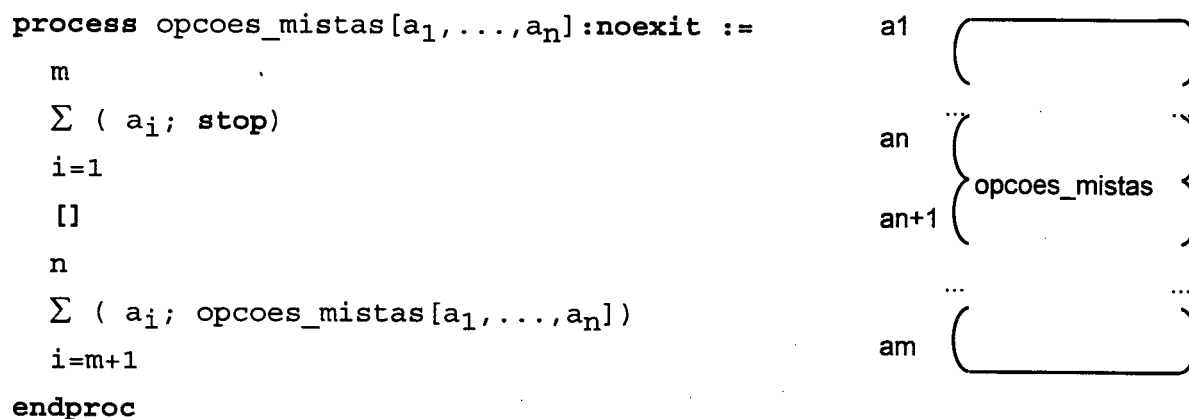 process opcoes_mistas[a1,...,an]:noexit :=
m
Σ ( ai; stop)
i=1
[]
n
Σ ( ai; opcoes_mistas[a1,...,an])
i=m+1
endproc
a1
... ...
an
opcoes_mistas
an+1
... ...
am